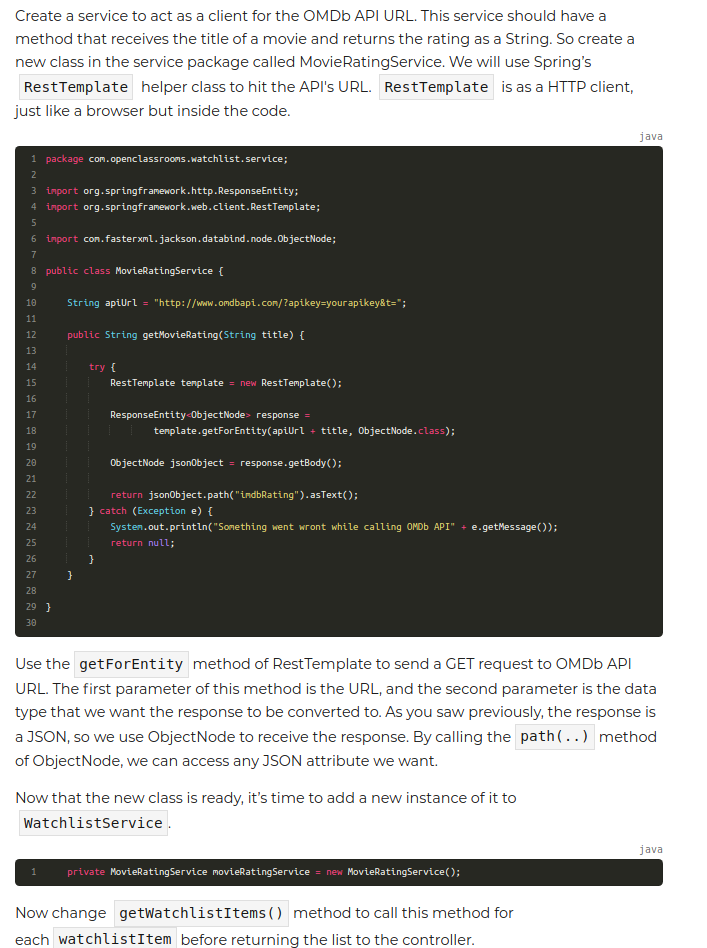 Create a service to act as a client for the OMDb API URL. This service should have a
method that receives the title of a movie and returns the rating as a String. So create a
new class in the service package called MovieRatingService. We will use Spring's
RestTemplate helper class to hit the API's URL. RestTemplate is as a HTTP client,
just like a browser but inside the code.
java
1 package com.openclassrooms.watchlist.service;
2
3 import org.springframework.http.ResponseEntity;
4 import org.springframework.web.client.RestTemplate;
5
6 import com.fasterxml.jackson.databind.node.ObjectNode;
7
8 public class MovieRatingService {
9
10 String apiUrl = "http://www.omdbapi.com/?apikey=yourapikey&t=";
11
12 public String getMovieRating(String title) {
13
14 try {
15 RestTemplate template = new RestTemplate();
16
17 ResponseEntity<ObjectNode> response =
18 template.getForEntity(apiUrl + title, ObjectNode.class);
19
20 ObjectNode jsonObject = response.getBody();
21
22 return jsonObject.path("imdbRating").asText();
23 } catch (Exception e) {
24 System.out.println("Something went wront while calling OMDb API" + e.getMessage());
25 return null;
26 }
27 }
28
29 }
30
Use the getForEntity method of RestTemplate to send a GET request to OMDb API
URL. The first parameter of this method is the URL, and the second parameter is the data
type that we want the response to be converted to. As you saw previously, the response is
a JSON, so we use ObjectNode to receive the response. By calling the path(..) method
of ObjectNode, we can access any JSON attribute we want.
Now that the new class is ready, it's time to add a new instance of it to
WatchlistService.
java
1 private MovieRatingService movieRatingService = new MovieRatingService();
Now change getWatchlistItems() method to call this method for
each watchlistItem before returning the list to the controller.